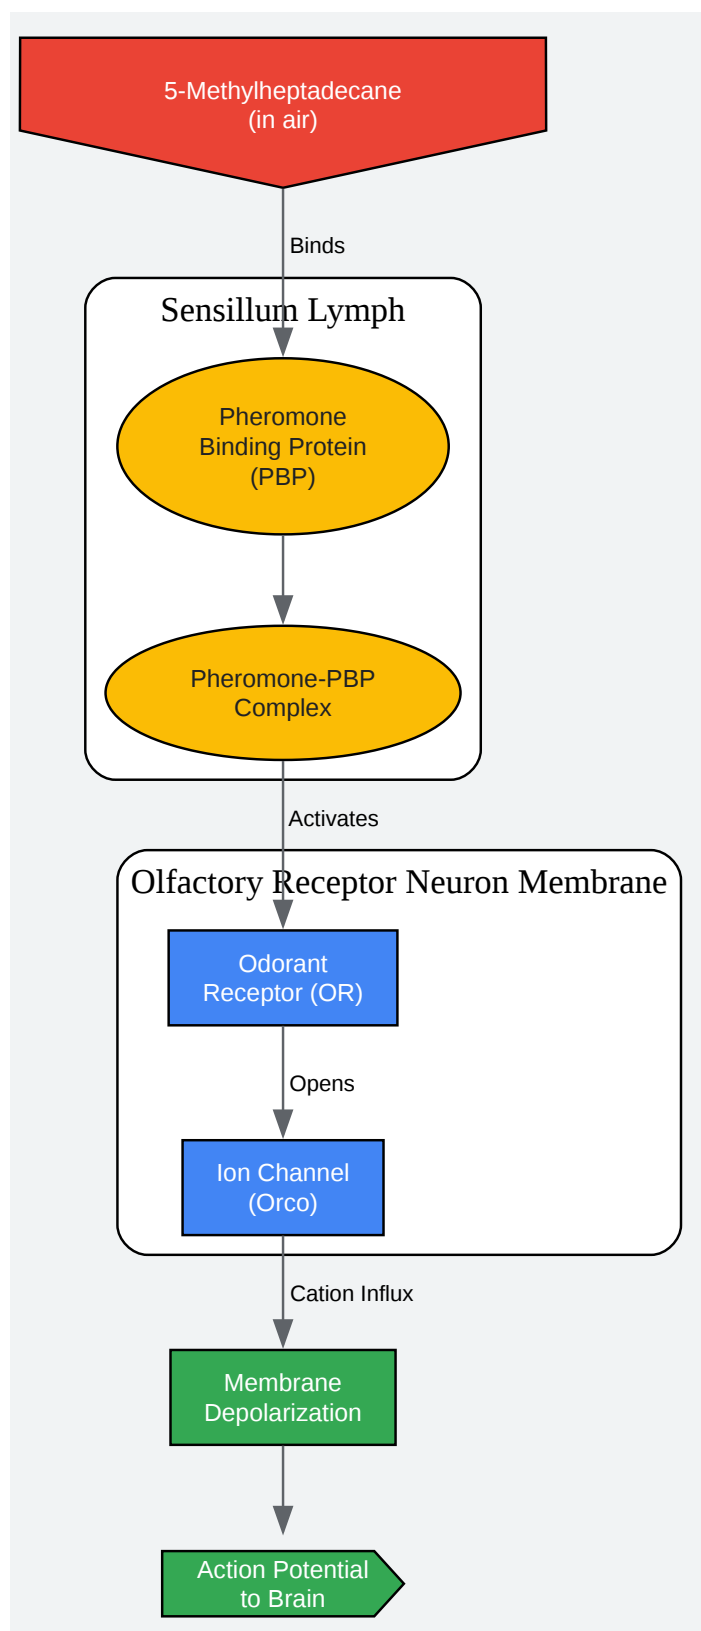 5-Methylheptadecane
(in air)
Binds
Sensillum Lymph
Pheromone
Binding Protein
(PBP)
Pheromone-PBP
Complex
Activates
Olfactory Receptor Neuron Membrane
Odorant
Receptor (OR)
Opens
Ion Channel
(Orco)
Cation Influx
Membrane
Depolarization
Action Potential
to Brain